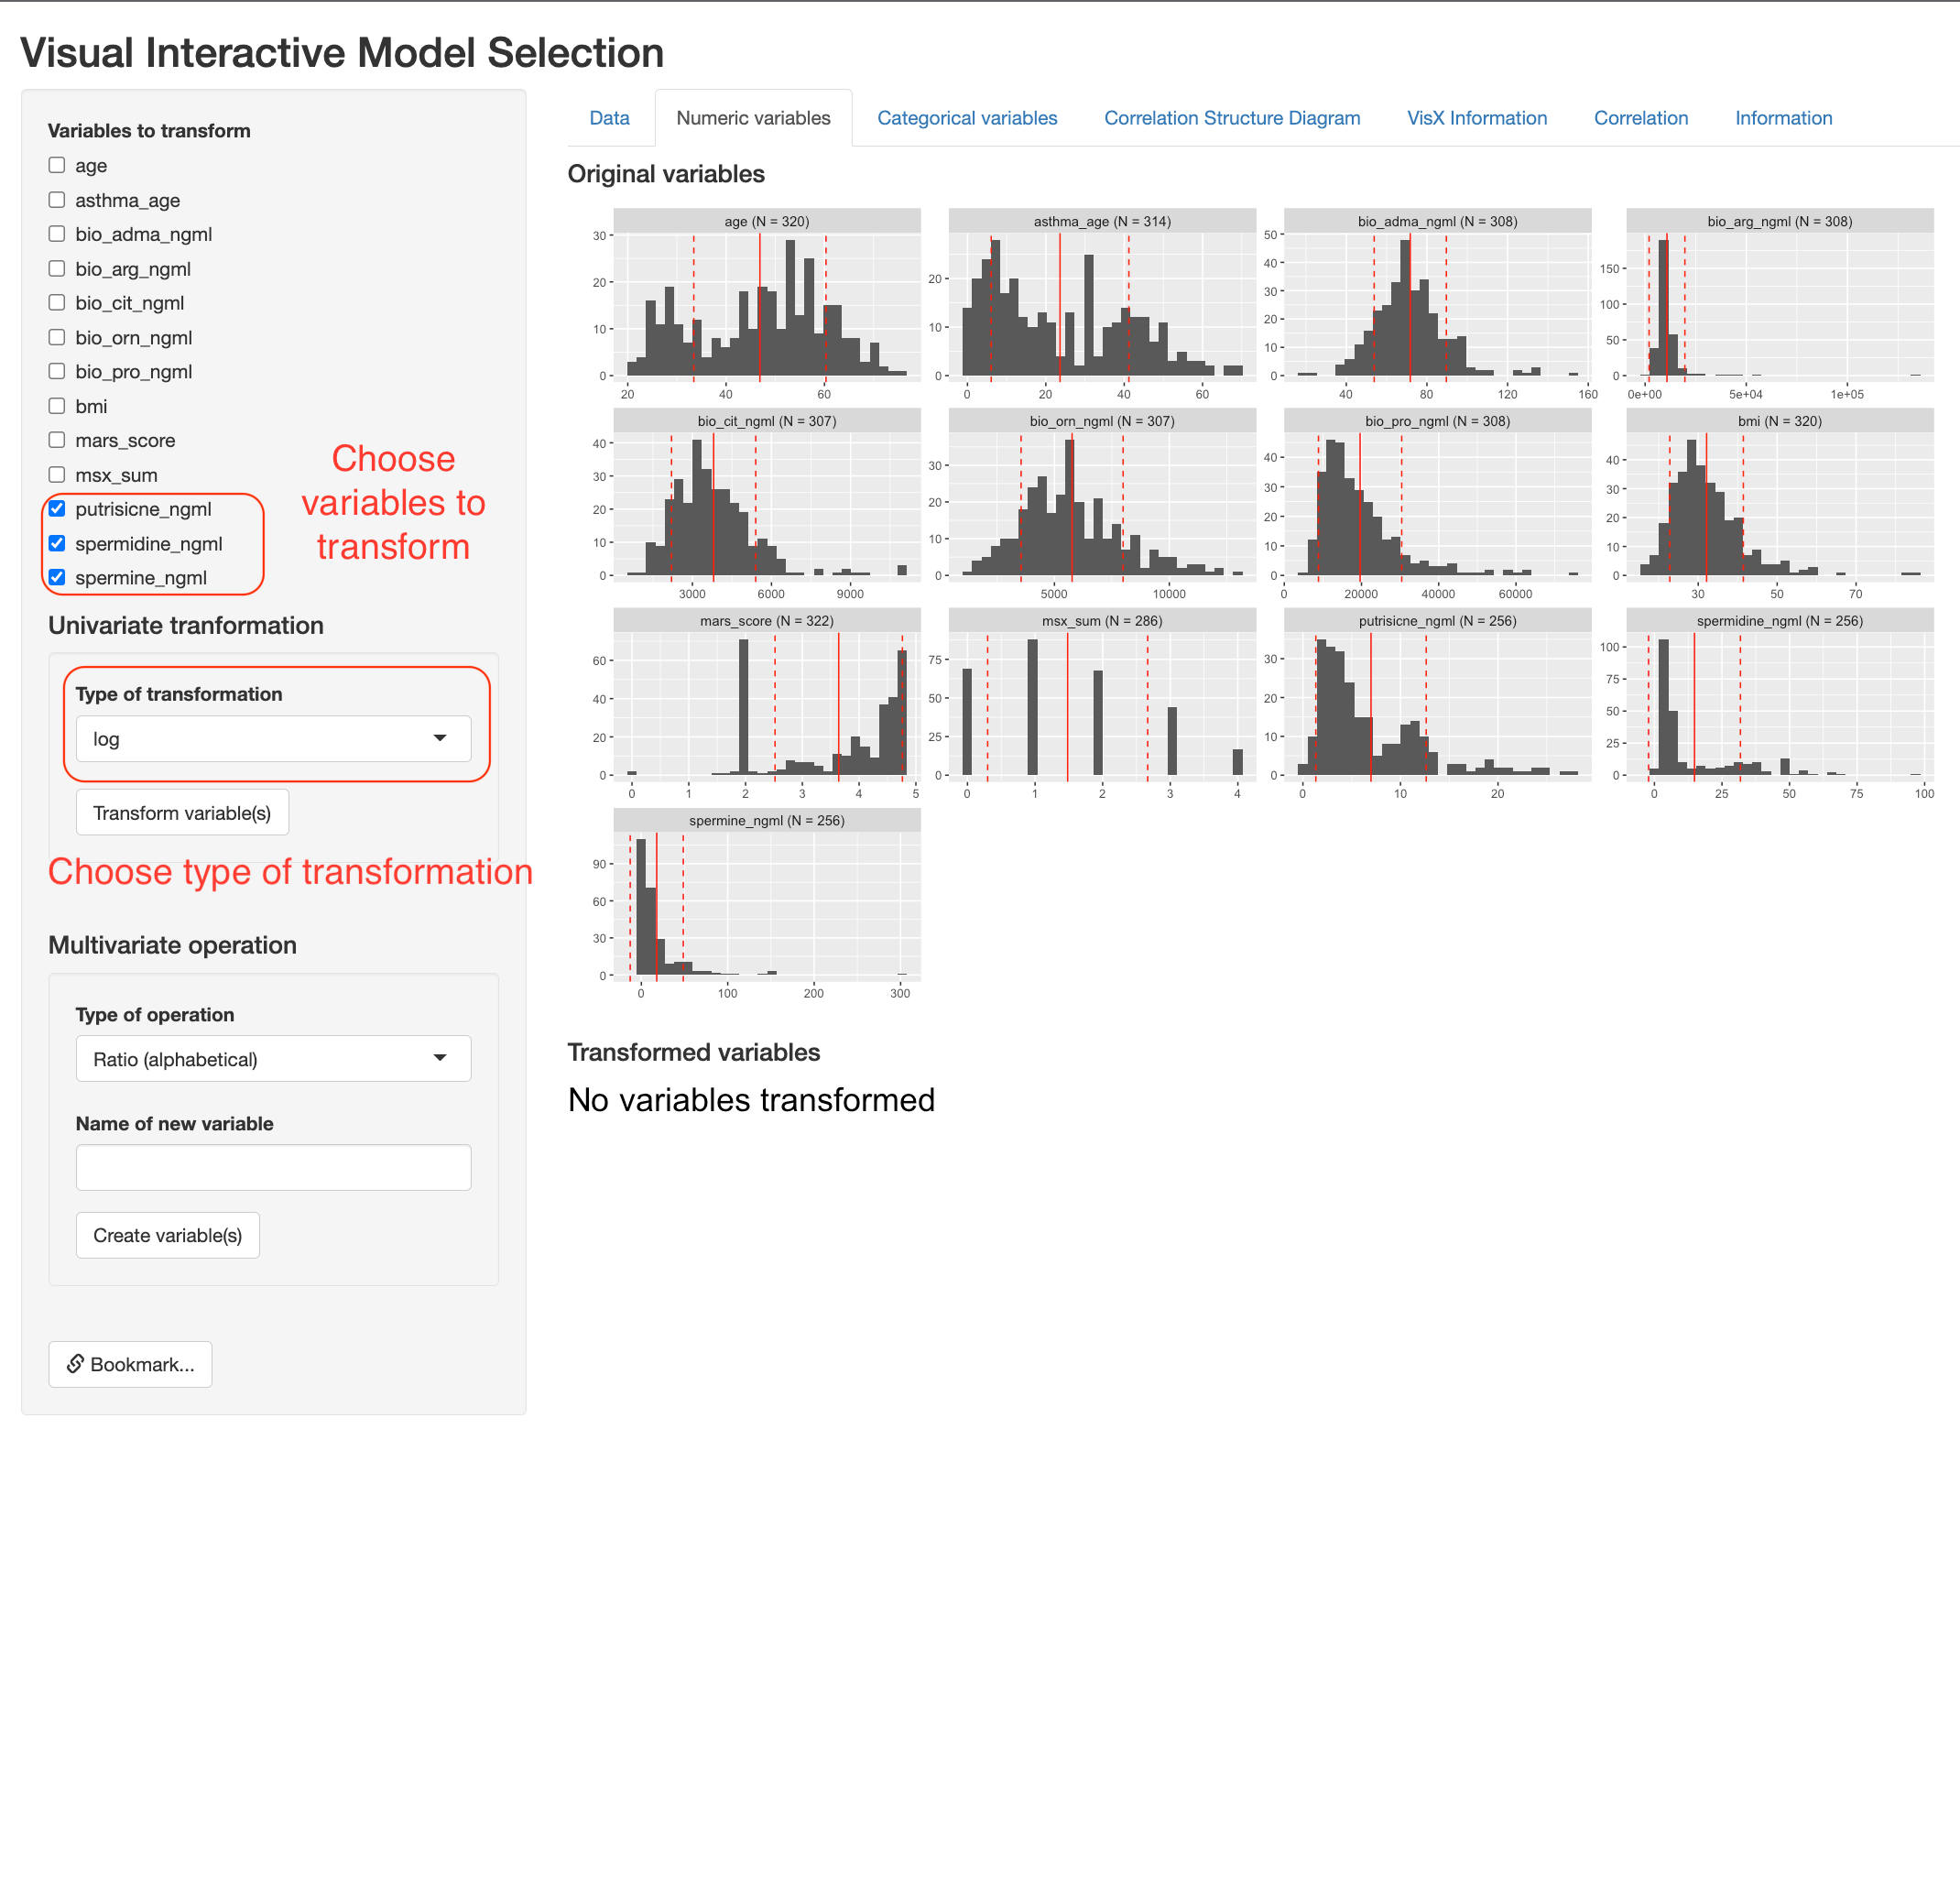 Visual Interactive Model Selection
Variables to transform
age
asthma_age
bio_adma_ngml
bio_arg_ngml
bio_cit_ngml
bio_orn_ngml
bio_pro_ngml
bmi
mars_score
msx_sum
putrisicne_ngml
spermidine_ngml
spermine_ngml
Choose
variables to
transform
Univariate tranformation
Type of transformation
log
Transform variable(s)
Choose type of transformation
Multivariate operation
Type of operation
Ratio (alphabetical)
Name of new variable
Create variable(s)
Bookmark...
Data Numeric variables Categorical variables Correlation Structure Diagram VisX Information Correlation Information
Original variables
age (N = 320)
30
20
10
0
20 40 60
asthma_age (N = 314)
20
10
0
0 20 40 60
bio_adma_ngml (N = 308)
50
40
30
20
10
0
40 80 120 160
bio_arg_ngml (N = 308)
150
100
50
0
0e+00 5e+04 1e+05
bio_cit_ngml (N = 307)
40
30
20
10
0
3000 6000 9000
bio_orn_ngml (N = 307)
30
20
10
0
5000 10000
bio_pro_ngml (N = 308)
40
30
20
10
0
0 20000 40000 60000
bmi (N = 320)
40
30
20
10
0
30 50 70
mars_score (N = 322)
60
40
20
0
0 1 2 3 4 5
msx_sum (N = 286)
75
50
25
0
0 1 2 3 4
putrisicne_ngml (N = 256)
30
20
10
0
0 10 20
spermidine_ngml (N = 256)
100
75
50
25
0
0 25 50 75 100
spermine_ngml (N = 256)
90
60
30
0
0 100 200 300
Transformed variables
No variables transformed